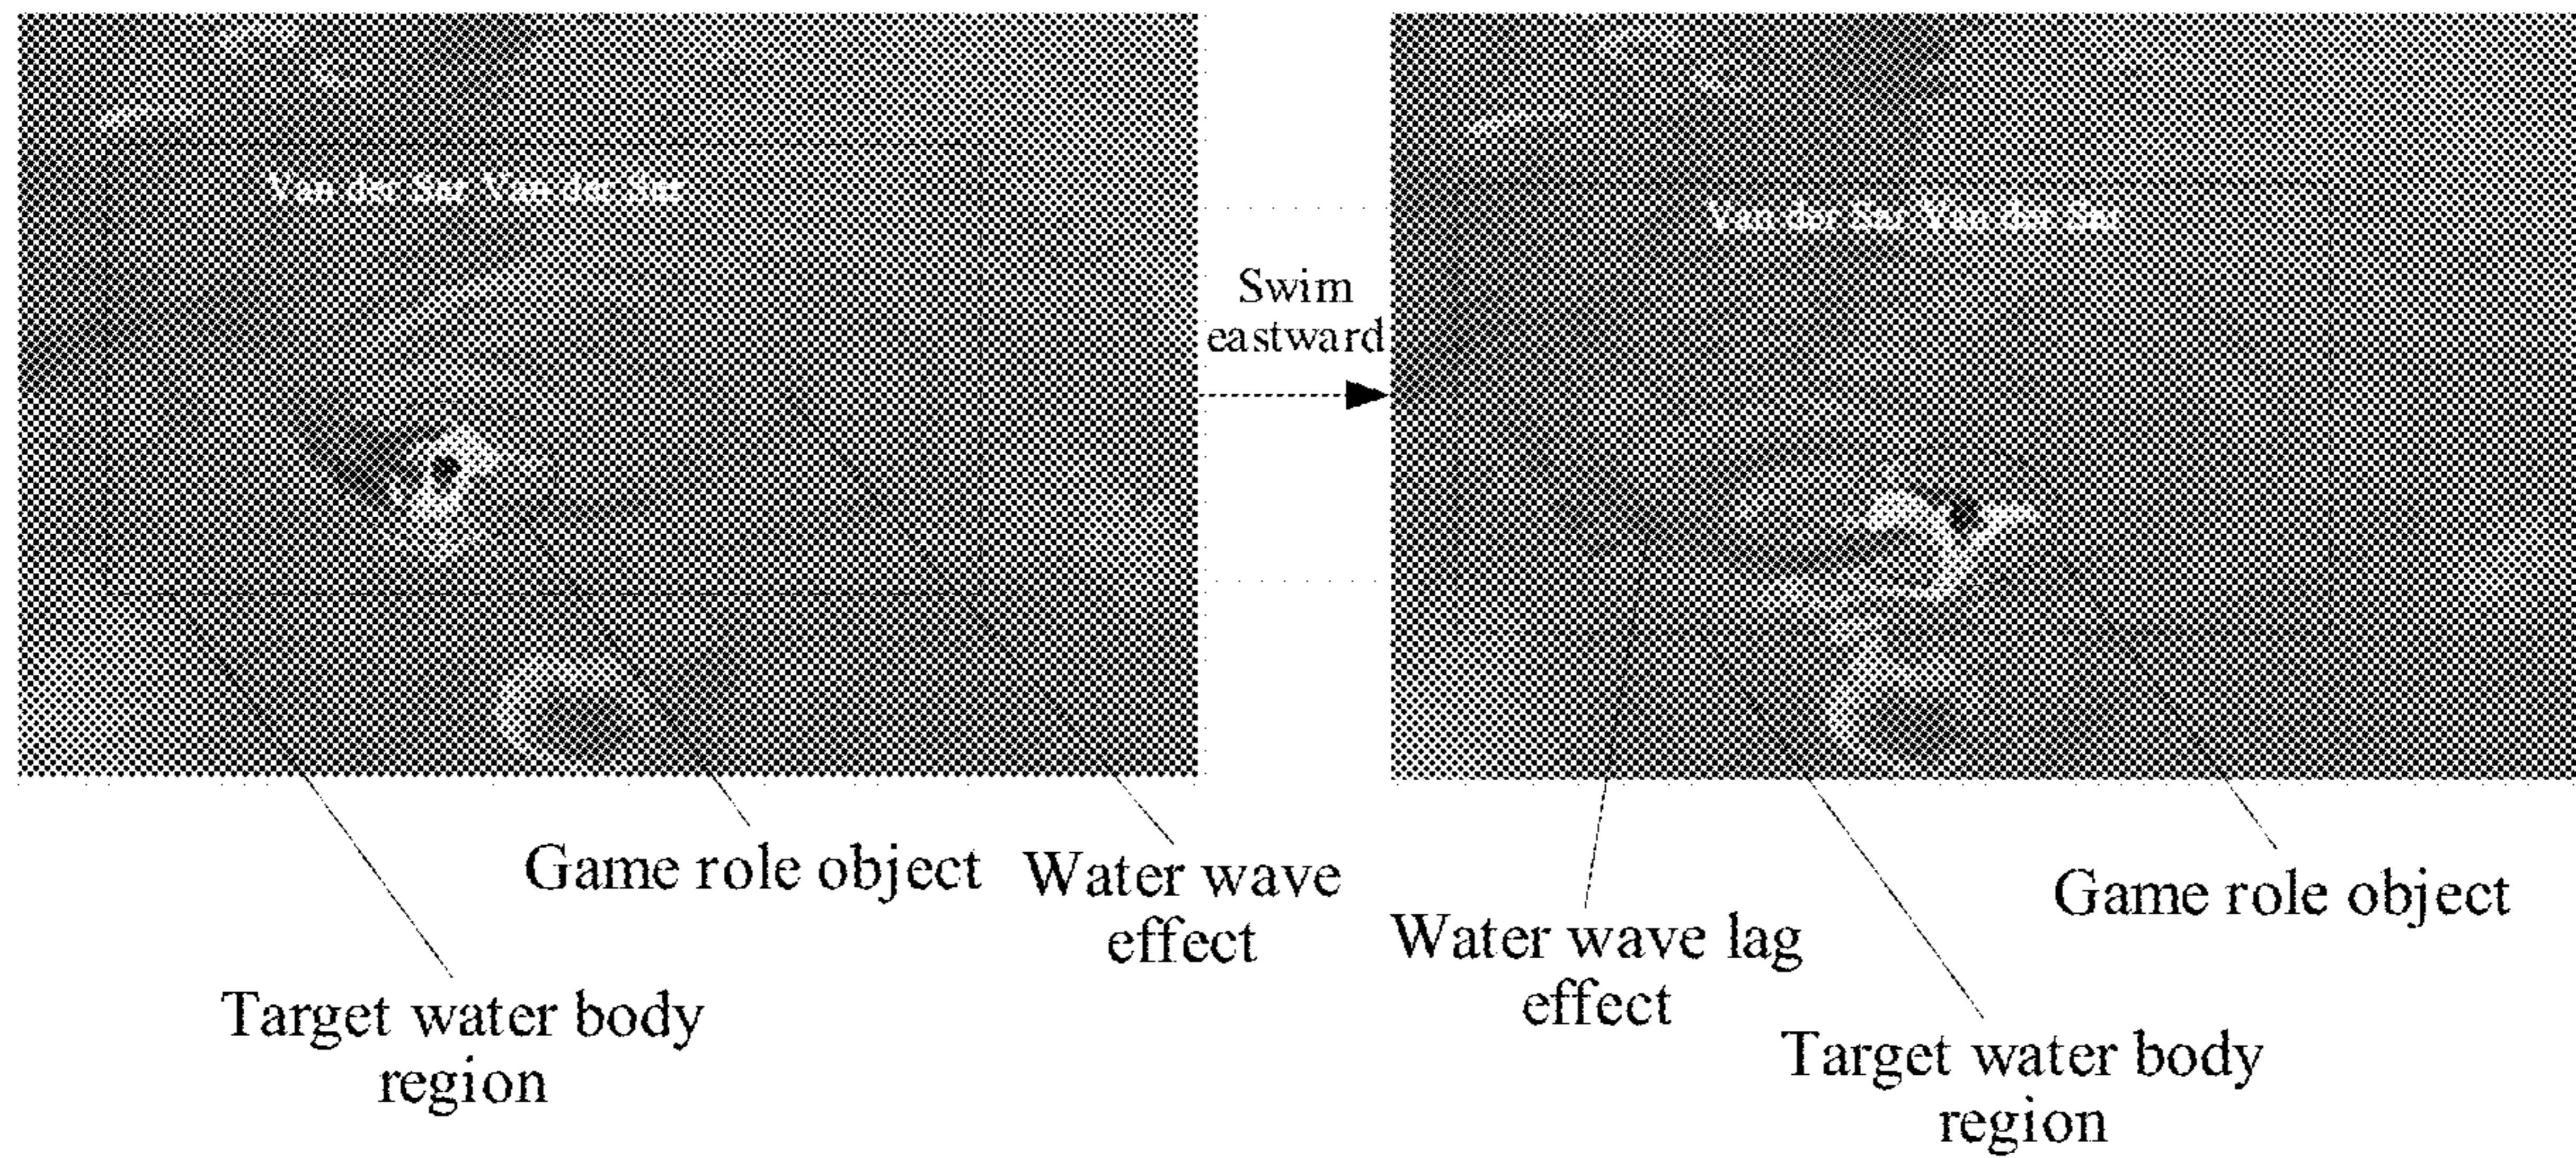 Van der Sar Van der Sar
Van der Sar Van der Sar
Swim
eastward
Game role object
Water wave
effect
Target water body
region
Water wave lag
effect
Game role object
Target water body
region